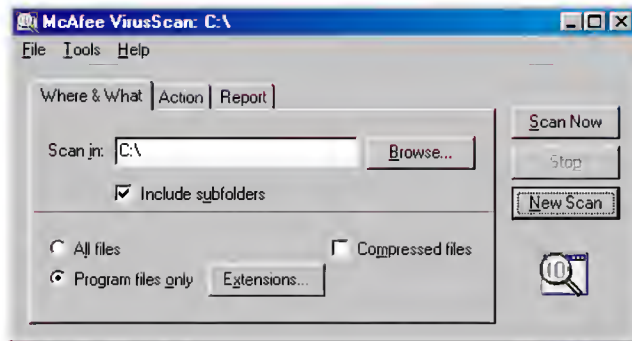 McAfee VirusScan: C:\
File Tools Help
Where & What Action Report
Scan in: C:\ Browse...
Include subfolders
All files Compressed files
Program files only Extensions...
Scan Now
Stop
New Scan